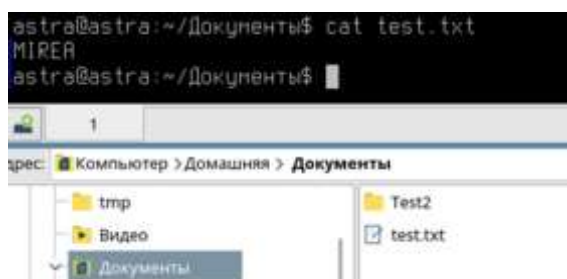 astra@astra:~/Документы$ cat test.txt
MIREA
astra@astra:~/Документы$
1
дрес: Компьютер > Домашняя > Документы
tmp
Видео
Документы
Test2
test.txt